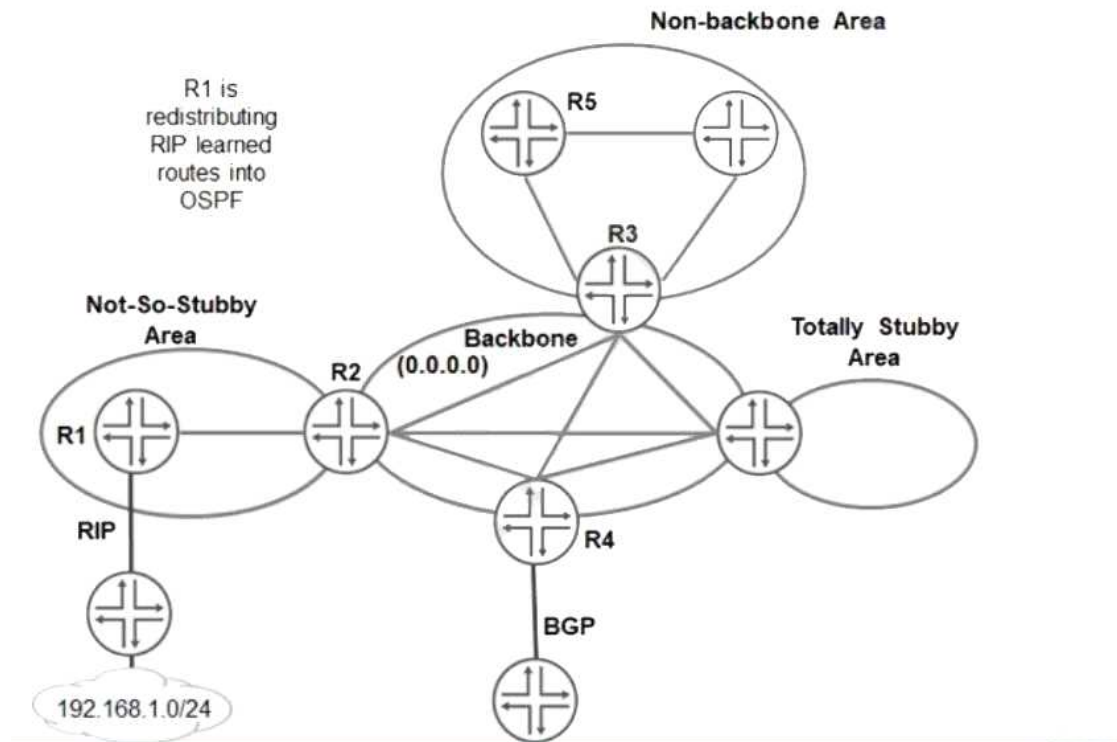 Non-backbone Area
R1 is
redistributing
RIP learned
routes into
OSPF
R5
R3
Not-So-Stubby
Area
Backbone
(0.0.0.0)
Totally Stubby
Area
R2
R1
RIP
R4
BGP
192.168.1.0/24